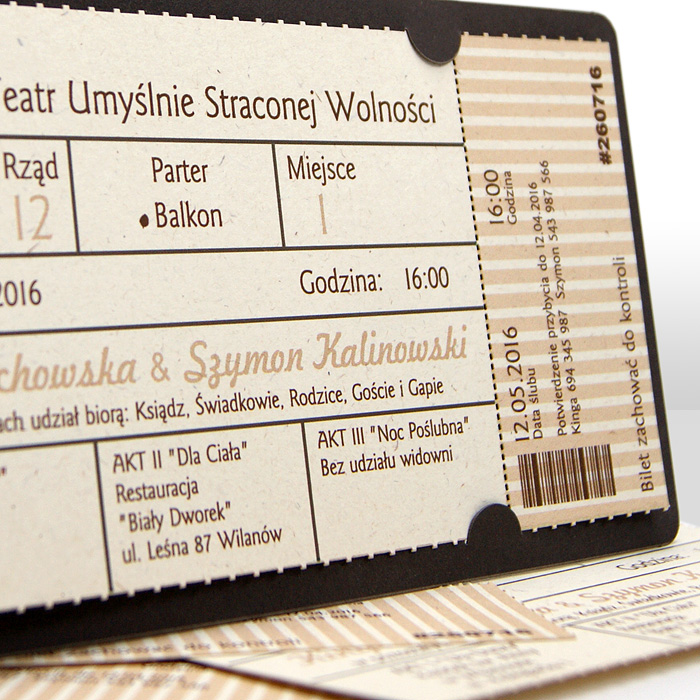 Teatr Umyślnie Straconej Wolności
Rząd
12
Parter
Balkon
Miejsce
1
2016
Godzina: 16:00
chowska & Szymon Kalinowski
ach udział biorą: Ksiądz, Świadkowie, Rodzice, Goście i Gapie
"
AKT II "Dla Ciała"
Restauracja
"Biały Dworek"
ul. Leśna 87 Wilanów
AKT III "Noc Poślubna"
Bez udziału widowni
12.05.2016 16:00
Data ślubu Godzina
Potwierdzenie przybycia do 12.04.2016
Kinga 694 345 987 Szymon 543 987 566
Bilet zachować do kontroli
#260716
Godzina:
#260716